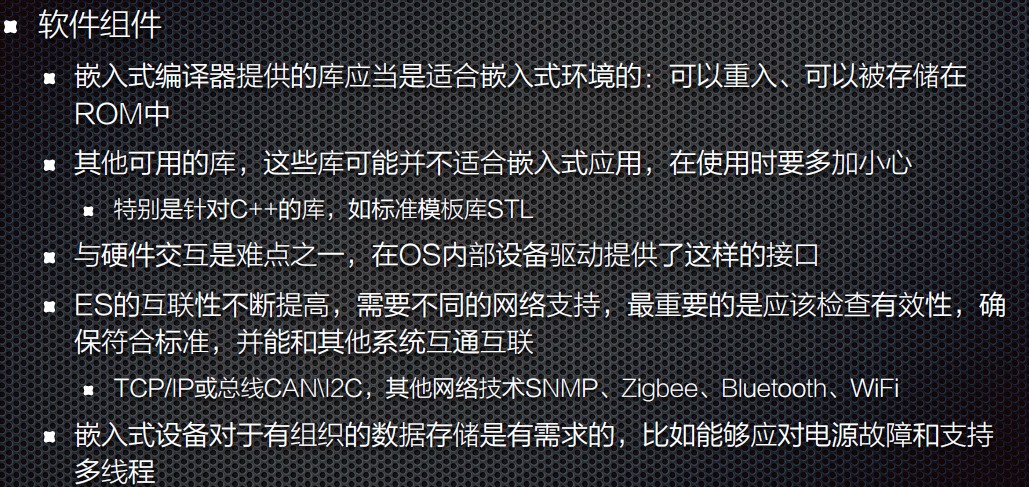 软件组件
嵌入式编译器提供的库应当是适合嵌入式环境的：可以重入、可以被存储在
ROM中
其他可用的库，这些库可能并不适合嵌入式应用，在使用时要多加小心
特别是针对C++的库，如标准模板库STL
与硬件交互是难点之一，在OS内部设备驱动提供了这样的接口
ES的互联性不断提高，需要不同的网络支持，最重要的是应该检查有效性，确
保符合标准，并能和其他系统互通互联
TCP/IP或总线CAN\I2C，其他网络技术SNMP、Zigbee、Bluetooth、WiFi
嵌入式设备对于有组织的数据存储是有需求的，比如能够应对电源故障和支持
多线程